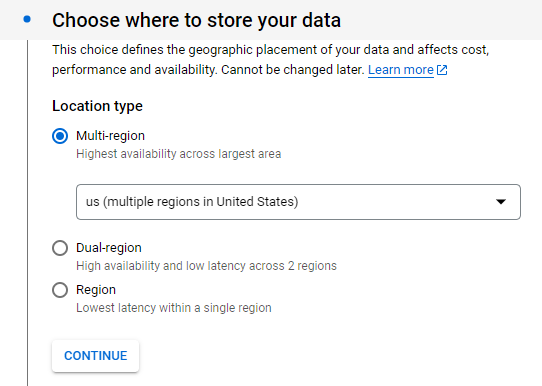 Choose where to store your data
This choice defines the geographic placement of your data and affects cost,
performance and availability. Cannot be changed later. Learn more
Location type
Multi-region
Highest availability across largest area
us (multiple regions in United States)
Dual-region
High availability and low latency across 2 regions
Region
Lowest latency within a single region
CONTINUE